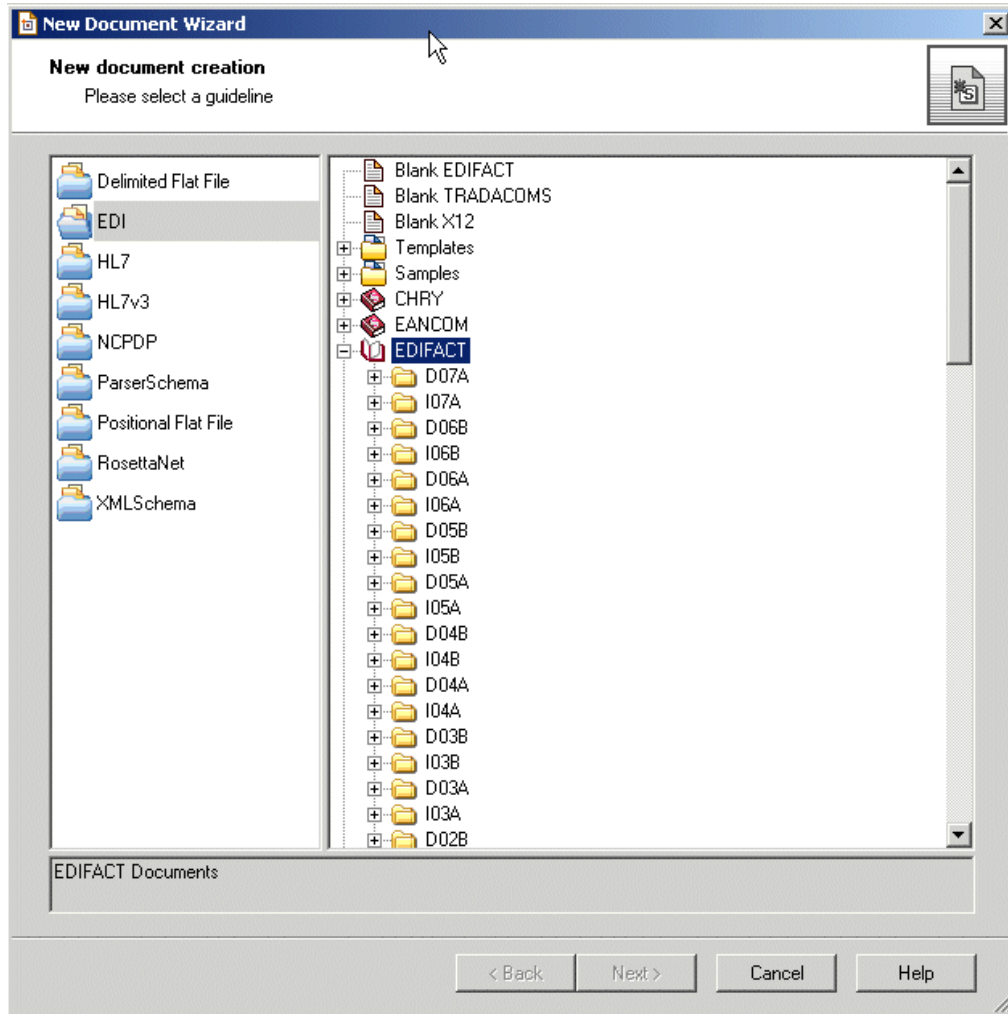 New Document Wizard
New document creation
Please select a guideline
Delimited Flat File
EDI
HL7
HL7v3
NCPDP
ParserSchema
Positional Flat File
RosettaNet
XMLSchema
Blank EDIFACT
Blank TRADACOMS
Blank X12
Templates
Samples
CHRY
EANCOM
EDIFACT
D07A
I07A
D06B
I06B
D06A
I06A
D05B
I05B
D05A
I05A
D04B
I04B
D04A
I04A
D03B
I03B
D03A
I03A
D02B
EDIFACT Documents
< Back
Next >
Cancel
Help